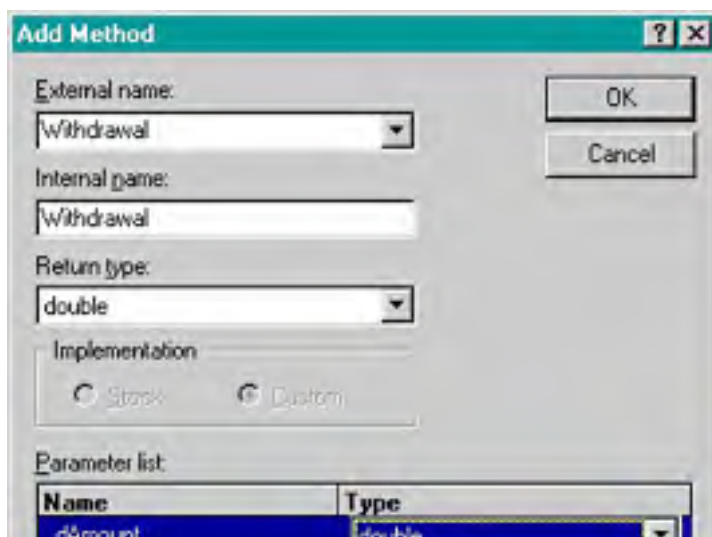 Add Method
External name:
OK
Withdrawal
Cancel
Internal name:
Withdrawal
Return type:
double
Implementation
Stock
Custom
Parameter list:
Name Type
dAmount double